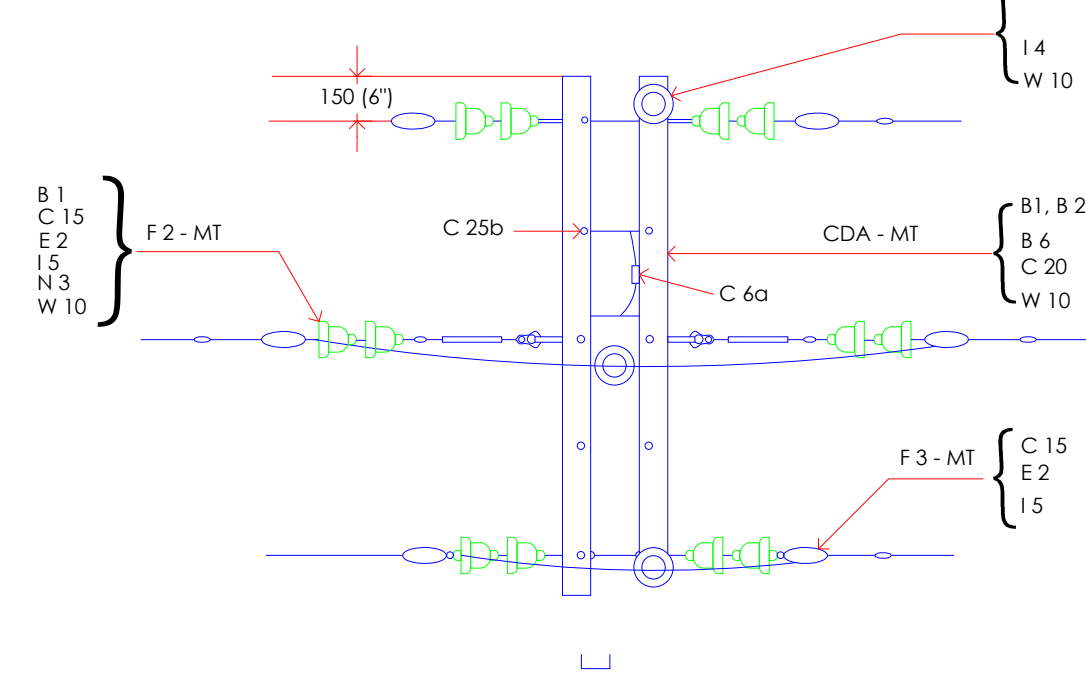 I 4
W 10
150 (6")
B 1
C 15
E 2
I 5
N 3
W 10
F 2 - MT
C 25b
CDA - MT
B1, B 2
B 6
C 20
W 10
C 6a
F 3 - MT
C 15
E 2
I 5